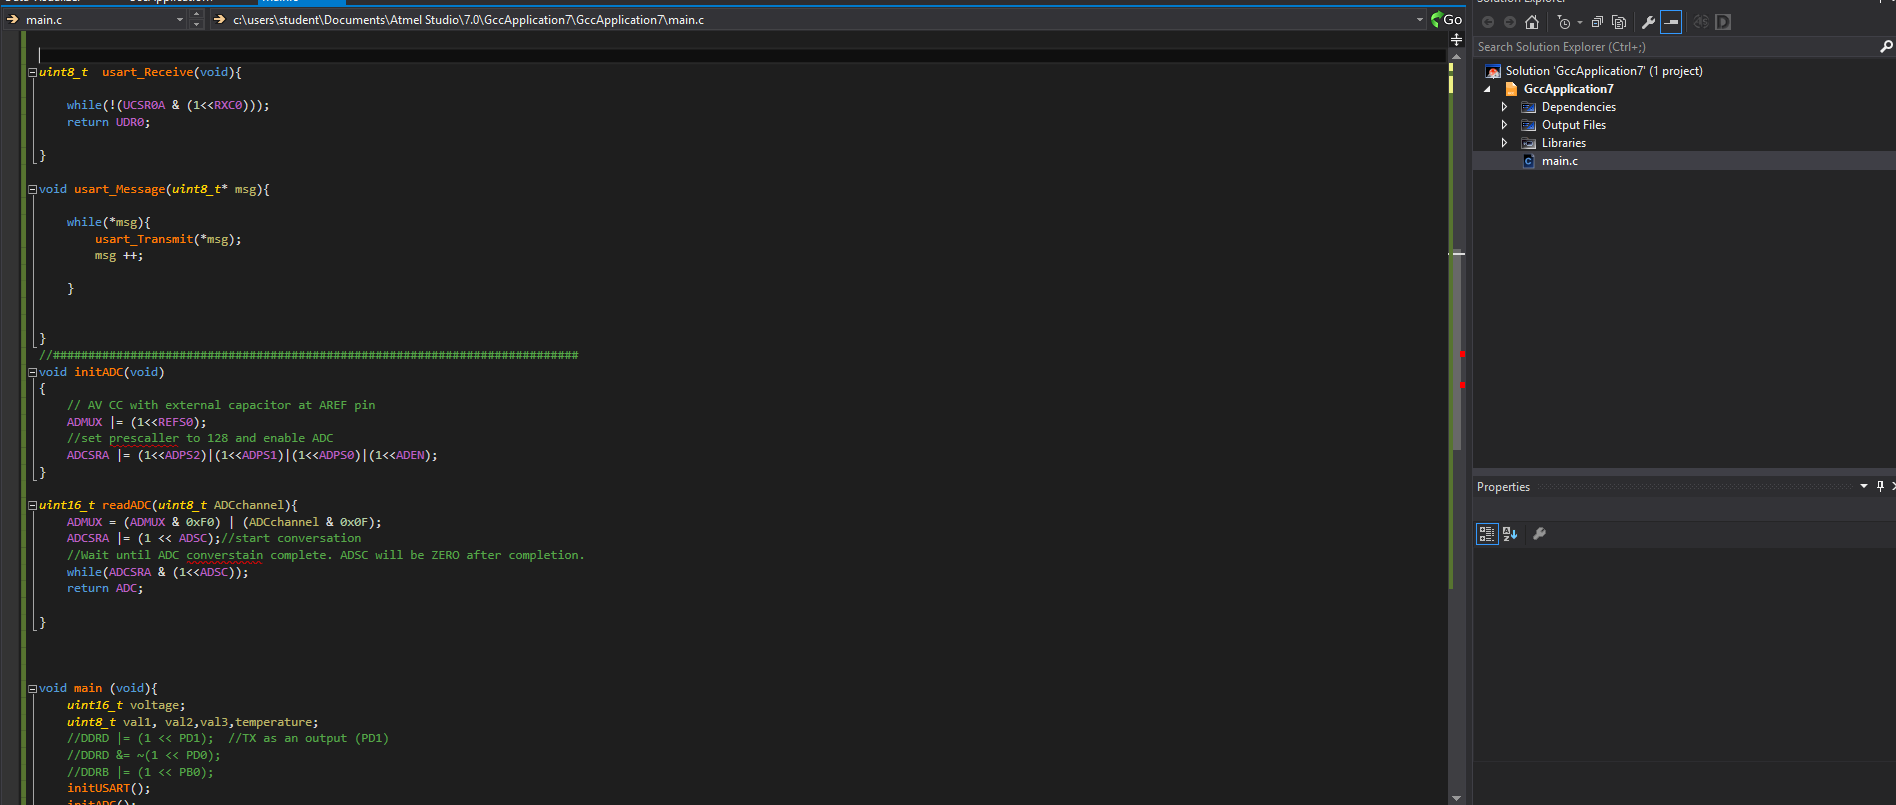 main.c
c:\users\student\Documents\Atmel Studio\7.0\GccApplication7\GccApplication7\main.c
Go
uint8_t  usart_Receive(void){
while(!(UCSR0A & (1<<RXC0)));
return UDR0;
}
void usart_Message(uint8_t* msg){
while(*msg){
usart_Transmit(*msg);
msg ++;
}
}
//###########################################################################
void initADC(void)
{
// AV CC with external capacitor at AREF pin
ADMUX |= (1<<REFS0);
//set prescaller to 128 and enable ADC
ADCSRA |= (1<<ADPS2)|(1<<ADPS1)|(1<<ADPS0)|(1<<ADEN);
}
uint16_t readADC(uint8_t ADCchannel){
ADMUX = (ADMUX & 0xF0) | (ADCchannel & 0x0F);
ADCSRA |= (1 << ADSC);//start conversation
//Wait until ADC converstain complete. ADSC will be ZERO after completion.
while(ADCSRA & (1<<ADSC));
return ADC;
}
void main (void){
uint16_t voltage;
uint8_t val1, val2,val3,temperature;
//DDRD |= (1 << PD1);  //TX as an output (PD1)
//DDRD &= ~(1 << PD0);
//DDRB |= (1 << PB0);
initUSART();
initADC();
Solution Explorer
Search Solution Explorer (Ctrl+;)
Solution 'GccApplication7' (1 project)
GccApplication7
Dependencies
Output Files
Libraries
main.c
Properties